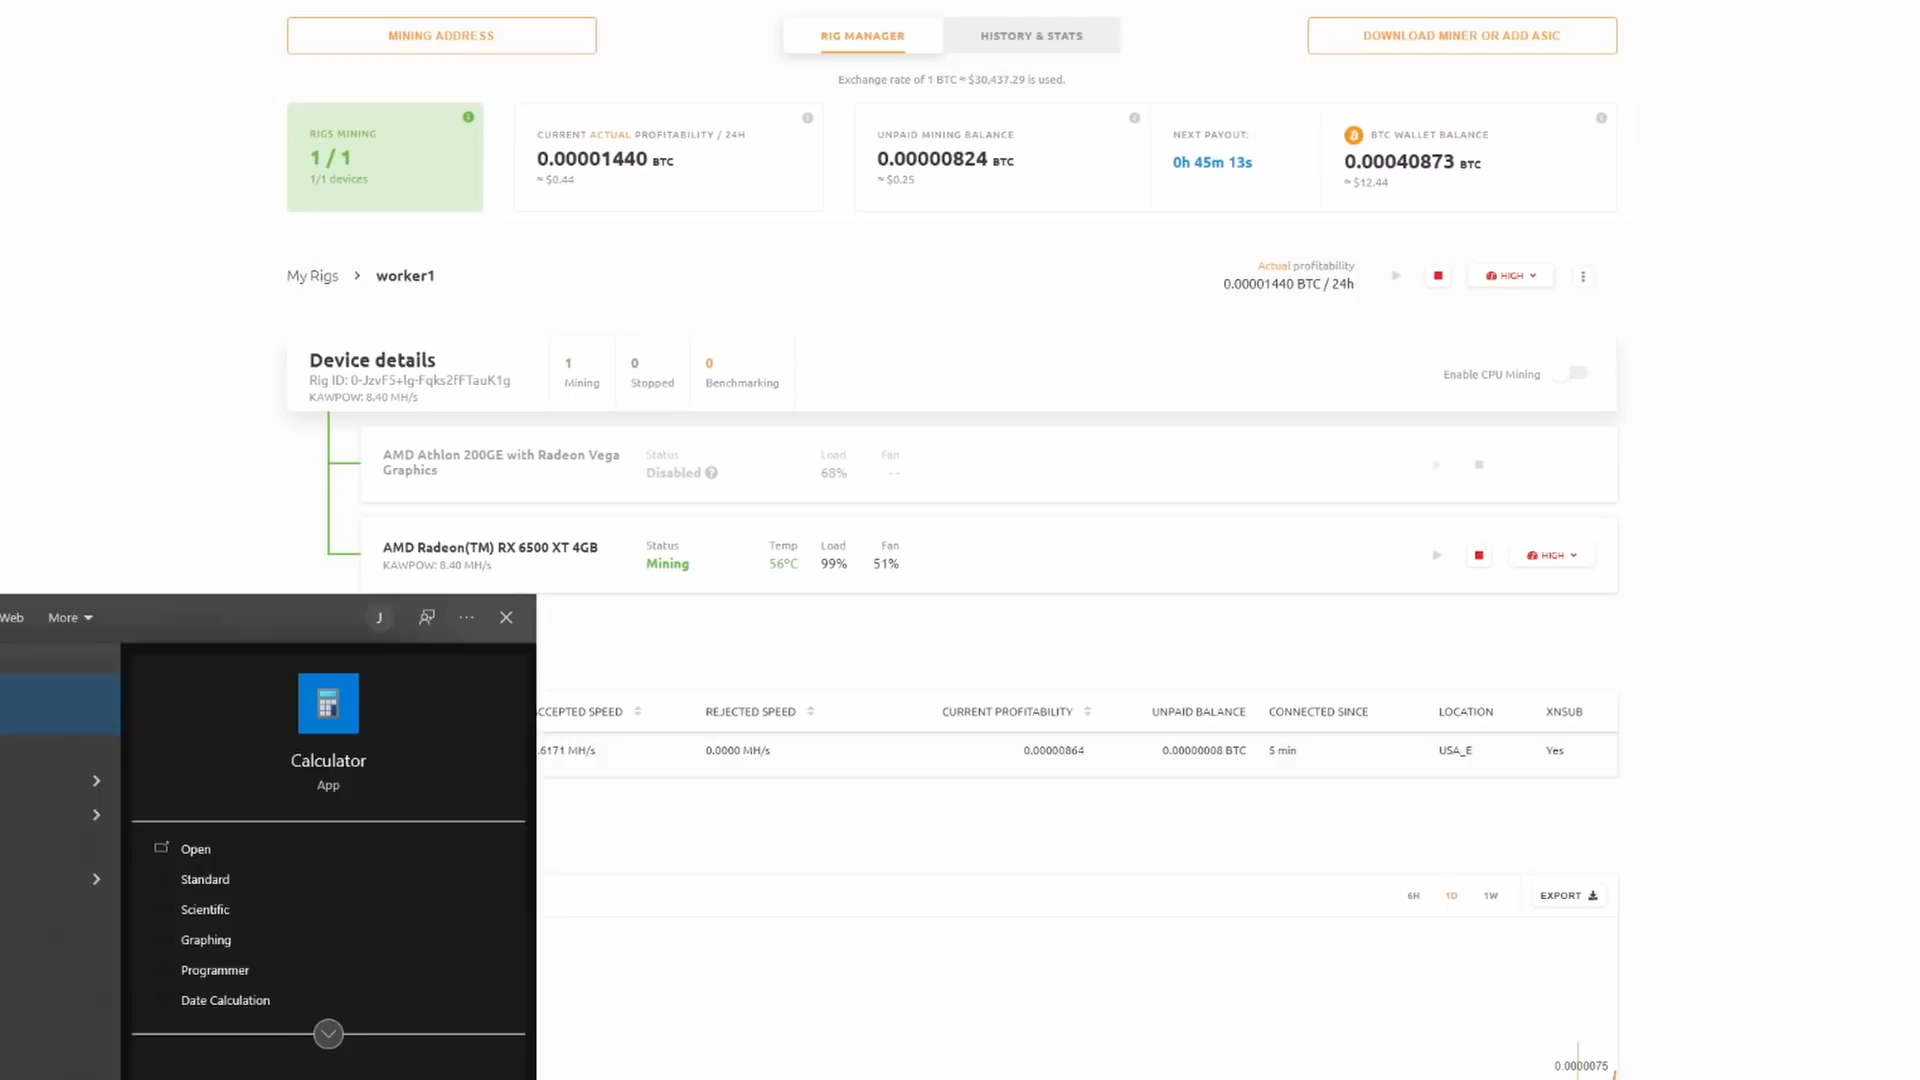 MINING ADDRESS
RIG MANAGER
HISTORY & STATS
DOWNLOAD MINER OR ADD ASIC
Exchange rate of 1 BTC ≈ $30,437.29 is used.
RIGS MINING
1 / 1
1/1 devices
CURRENT ACTUAL PROFITABILITY / 24H
0.00001440 BTC
≈ $0.44
UNPAID MINING BALANCE
0.00000824 BTC
≈ $0.25
NEXT PAYOUT:
0h 45m 13s
BTC WALLET BALANCE
0.00040873 BTC
≈ $12.44
My Rigs > worker1
Actual profitability
0.00001440 BTC / 24h
HIGH
Device details
Rig ID: 0-JzvF5+lg-Fqks2fFTauK1g
KAWPOW: 8.40 MH/s
1
Mining
0
Stopped
0
Benchmarking
Enable CPU Mining
AMD Athlon 200GE with Radeon Vega
Graphics
Status
Disabled
Load
68%
Fan
- -
AMD Radeon(TM) RX 6500 XT 4GB
KAWPOW: 8.40 MH/s
Status
Mining
Temp
56°C
Load
99%
Fan
51%
HIGH
Web
More
J
Calculator
App
Open
Standard
Scientific
Graphing
Programmer
Date Calculation
CCEPTED SPEED
REJECTED SPEED
CURRENT PROFITABILITY
UNPAID BALANCE
CONNECTED SINCE
LOCATION
XNSUB
.6171 MH/s
0.0000 MH/s
0.00000864
0.00000008 BTC
5 min
USA_E
Yes
6H
1D
1W
EXPORT
0.0000075